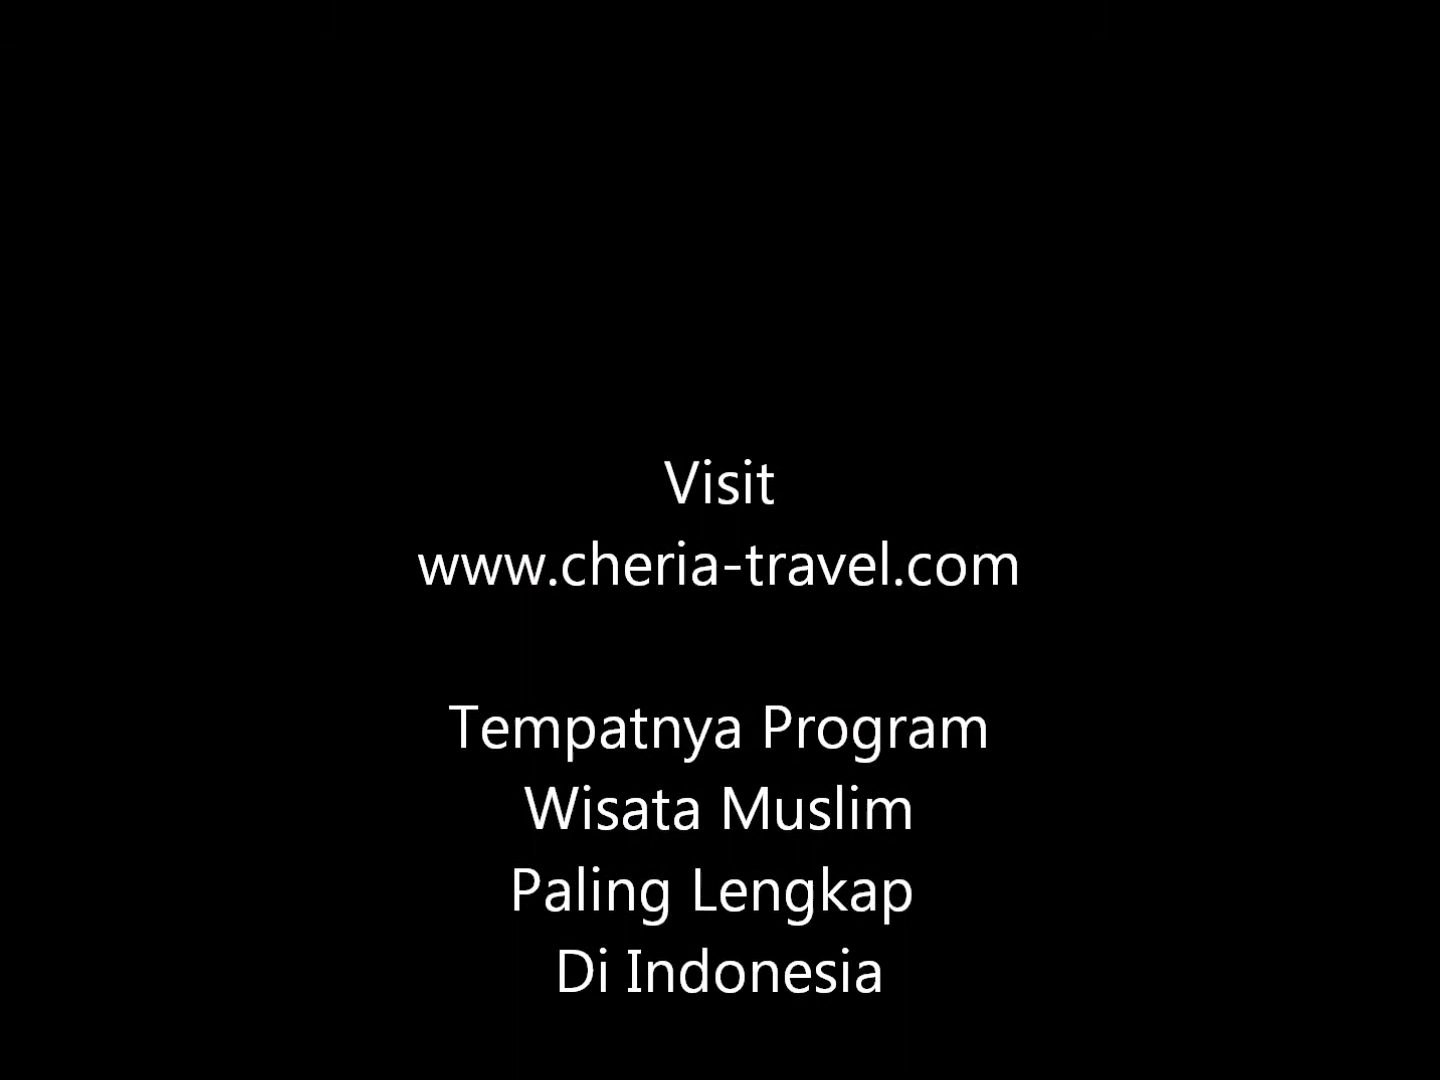 Visit
www.cheria-travel.com
Tempatnya Program
Wisata Muslim
Paling Lengkap
Di Indonesia